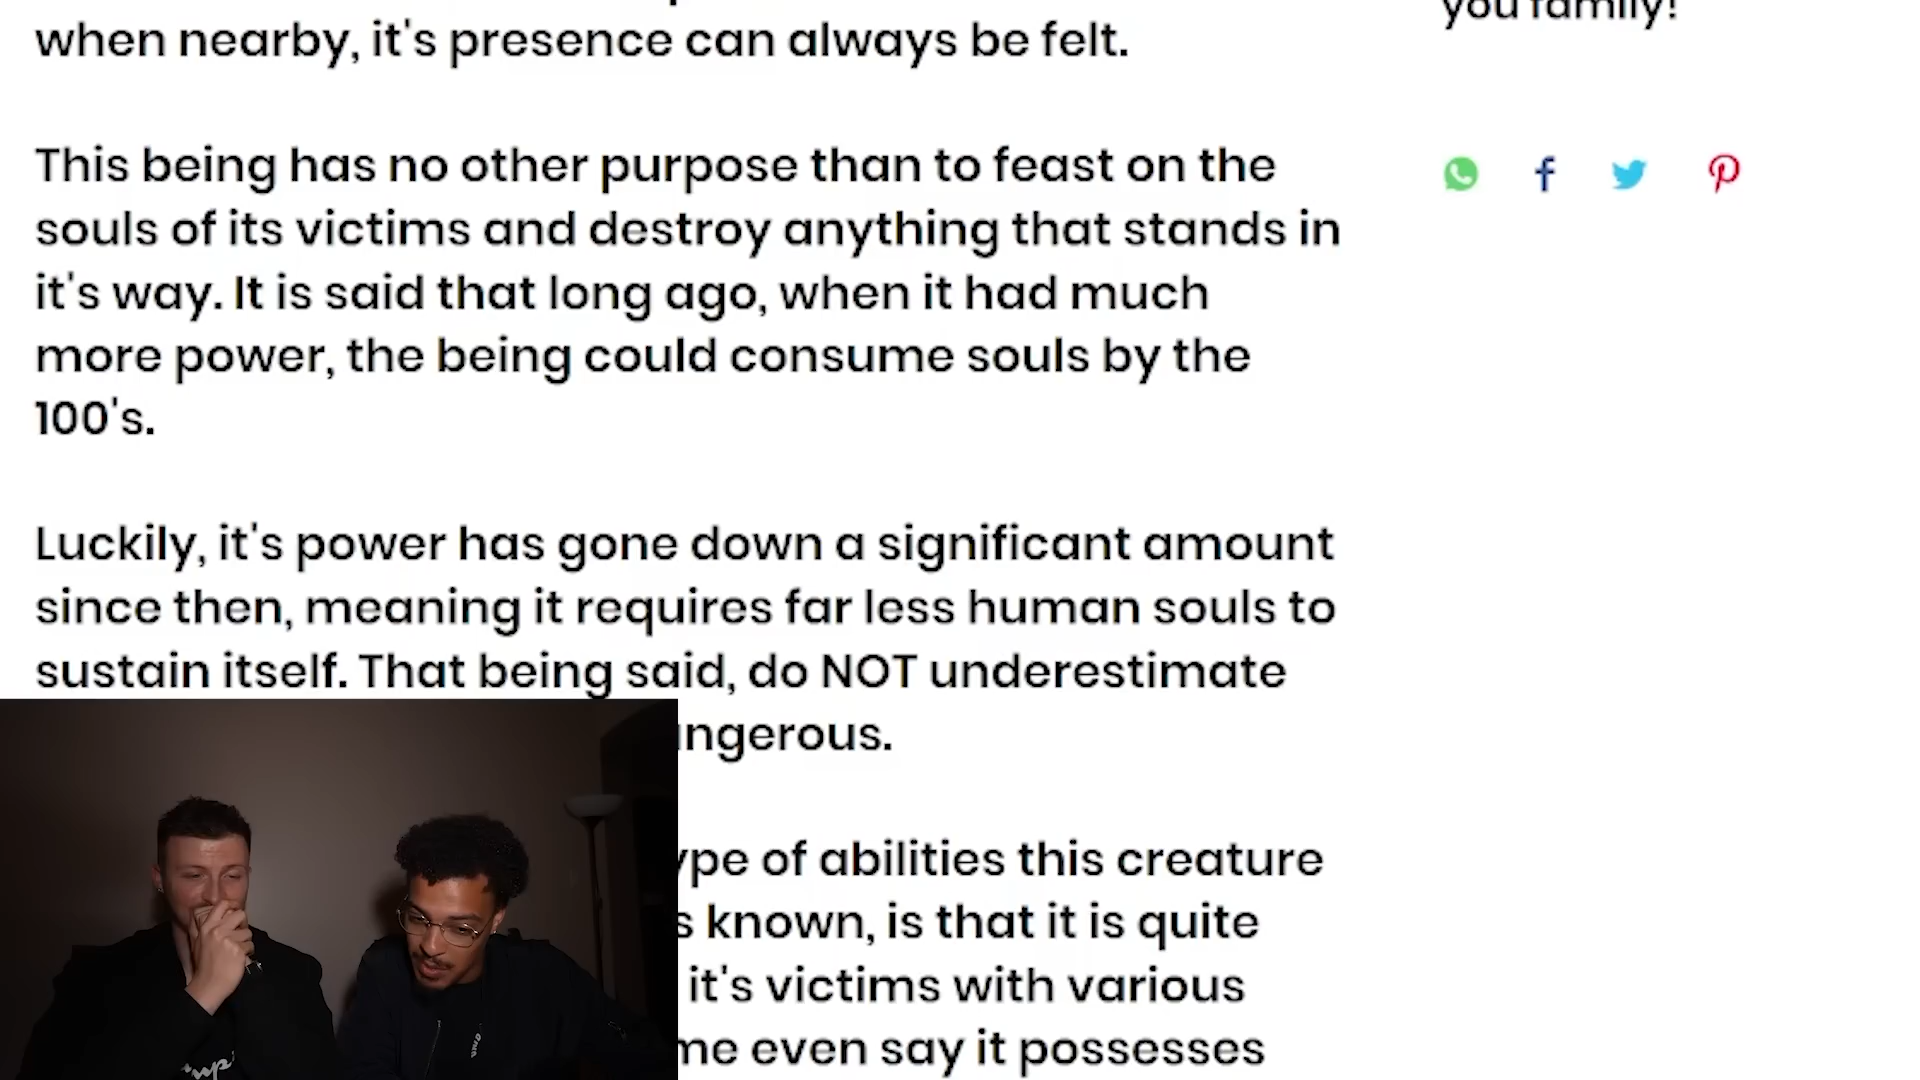 when nearby, it's presence can always be felt.
This being has no other purpose than to feast on the
souls of its victims and destroy anything that stands in
it's way. It is said that long ago, when it had much
more power, the being could consume souls by the
100's.
Luckily, it's power has gone down a significant amount
since then, meaning it requires far less human souls to
sustain itself. That being said, do NOT underestimate
ngerous.
ype of abilities this creature
s known, is that it is quite
it's victims with various
me even say it possesses
you family!